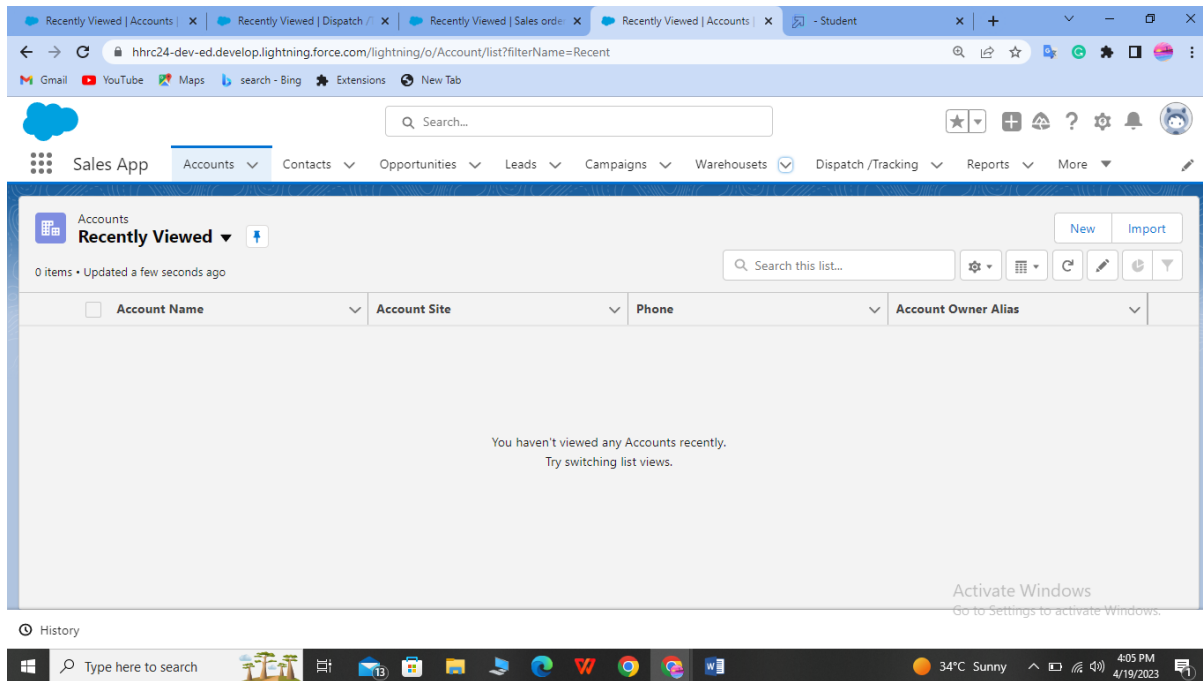 Recently Viewed | Accounts | Recently Viewed | Dispatch /T Recently Viewed | Sales order Recently Viewed | Accounts | - Student
hhrc24-dev-ed.develop.lightning.force.com/lightning/o/Account/list?filterName=Recent
Gmail YouTube Maps search - Bing Extensions New Tab
Search...
Sales App Accounts Contacts Opportunities Leads Campaigns Warehousets Dispatch /Tracking Reports More
Accounts
Recently Viewed
New Import
0 items • Updated a few seconds ago
Search this list...
Account Name Account Site Phone Account Owner Alias
You haven't viewed any Accounts recently.
Try switching list views.
Activate Windows
Go to Settings to activate Windows.
History
Type here to search 13 34°C Sunny 4:05 PM
4/19/2023 1